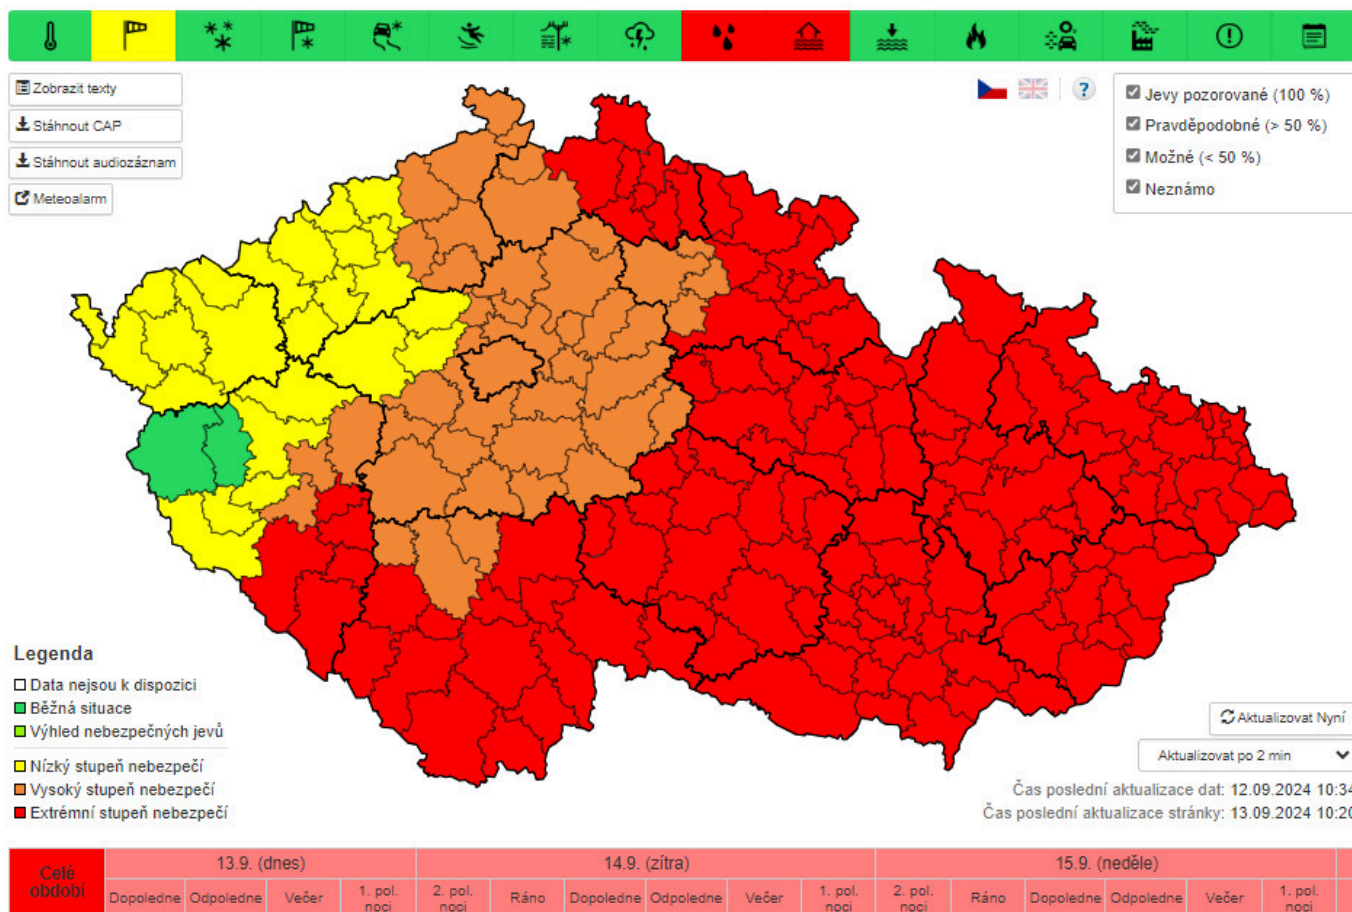 Zobrazit texty
Stáhnout CAP
Stáhnout audiozáznam
Meteoalarm
?
Jevy pozorované (100 %)
Pravděpodobné (> 50 %)
Možné (< 50 %)
Neznámo
Legenda
Data nejsou k dispozici
Běžná situace
Výhled nebezpečných jevů
Nízký stupeň nebezpečí
Vysoký stupeň nebezpečí
Extrémní stupeň nebezpečí
Aktualizovat Nyní
Aktualizovat po 2 min
Čas poslední aktualizace dat: 12.09.2024 10:34
Čas poslední aktualizace stránky: 13.09.2024 10:20
Celé období
13.9. (dnes) 14.9. (zítra) 15.9. (neděle)
Dopoledne Odpoledne Večer 1. pol. noci 2. pol. noci Ráno Dopoledne Odpoledne Večer 1. pol. noci 2. pol. noci Ráno Dopoledne Odpoledne Večer 1. pol. noci